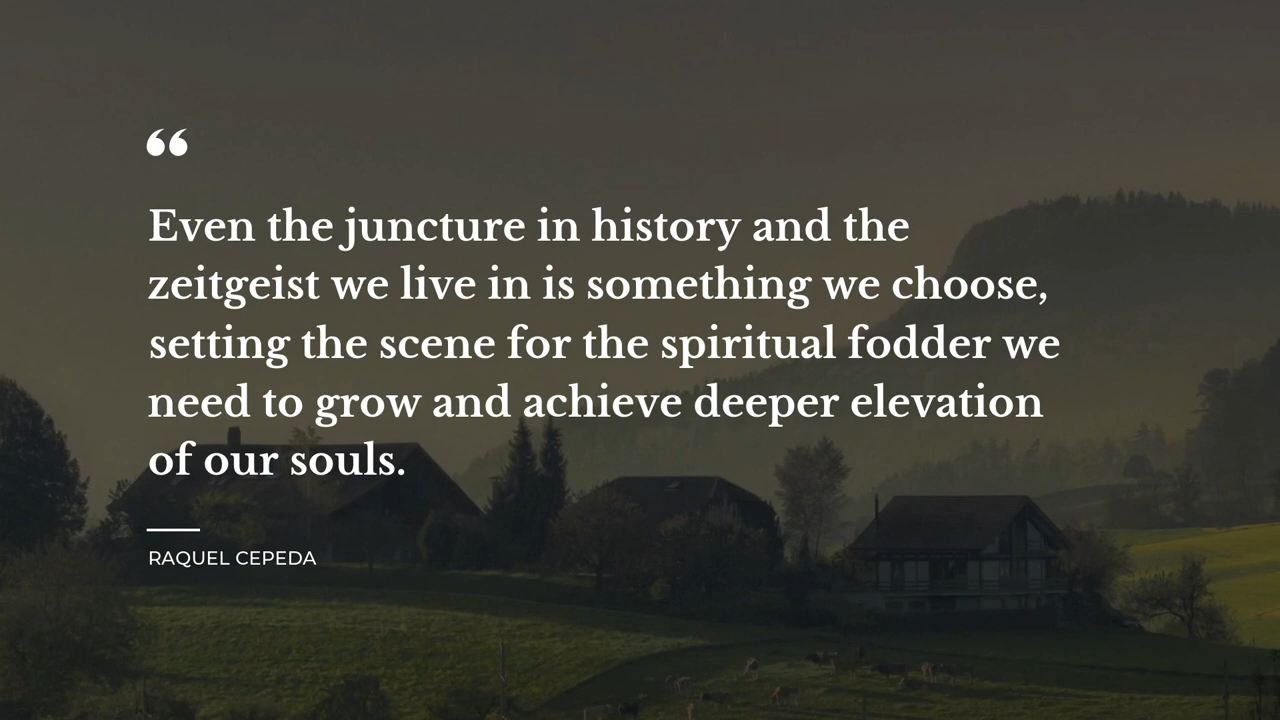 “
Even the juncture in history and the
zeitgeist we live in is something we choose,
setting the scene for the spiritual fodder we
need to grow and achieve deeper elevation
of our souls.
RAQUEL CEPEDA